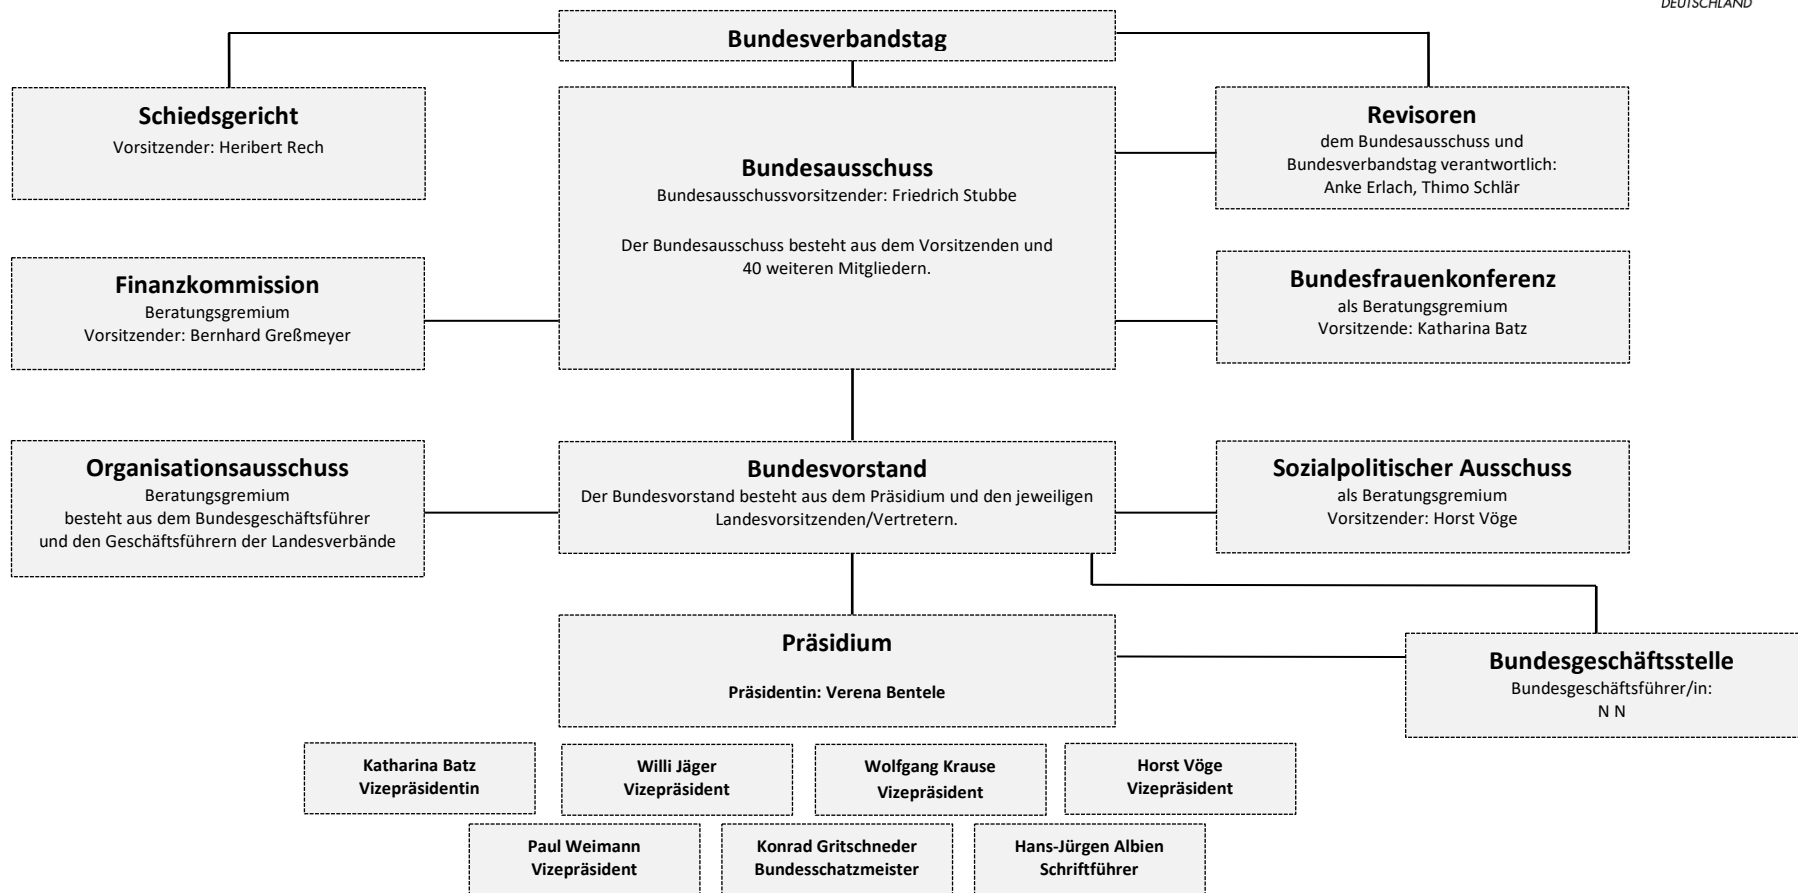 DEUTSCHLAND
Bundesverbandstag
Schiedsgericht
Vorsitzender: Heribert Rech
Bundesausschuss
Bundesausschussvorsitzender: Friedrich Stubbe
Der Bundesausschuss besteht aus dem Vorsitzenden und
40 weiteren Mitgliedern.
Revisoren
dem Bundesausschuss und
Bundesverbandstag verantwortlich:
Anke Erlach, Thimo Schlär
Finanzkommission
Beratungsgremium
Vorsitzender: Bernhard Greßmeyer
Bundesfrauenkonferenz
als Beratungsgremium
Vorsitzende: Katharina Batz
Organisationsausschuss
Beratungsgremium
besteht aus dem Bundesgeschäftsführer
und den Geschäftsführern der Landesverbände
Bundesvorstand
Der Bundesvorstand besteht aus dem Präsidium und den jeweiligen
Landesvorsitzenden/Vertretern.
Sozialpolitischer Ausschuss
als Beratungsgremium
Vorsitzender: Horst Vöge
Präsidium
Präsidentin: Verena Bentele
Bundesgeschäftsstelle
Bundesgeschäftsführer/in:
N N
Katharina Batz
Vizepräsidentin
Willi Jäger
Vizepräsident
Wolfgang Krause
Vizepräsident
Horst Vöge
Vizepräsident
Paul Weimann
Vizepräsident
Konrad Gritschneder
Bundesschatzmeister
Hans-Jürgen Albien
Schriftführer